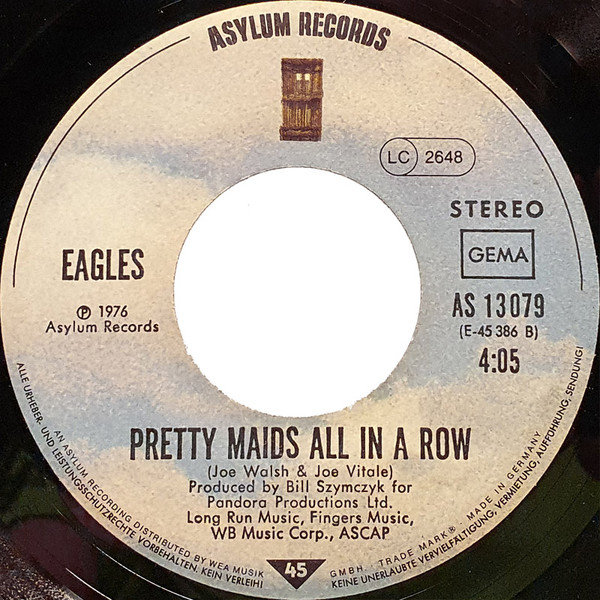 ASYLUM RECORDS
LC 2648
STEREO
GEMA
EAGLES
℗ 1976
Asylum Records
AS 13079
(E-45 386 B)
4:05
PRETTY MAIDS ALL IN A ROW
(Joe Walsh & Joe Vitale)
Produced by Bill Szymczyk for
Pandora Productions Ltd.
Long Run Music, Fingers Music,
WB Music Corp., ASCAP
45
AN ASYLUM RECORDING DISTRIBUTED BY WEA MUSIK GMBH · TRADE MARK® MADE IN GERMANY
ALLE URHEBER- UND LEISTUNGSSCHUTZRECHTE VORBEHALTEN. KEIN VERLEIH! KEINE UNERLAUBTE VERVIELFÄLTIGUNG, VERMIETUNG, AUFFÜHRUNG, SENDUNG!